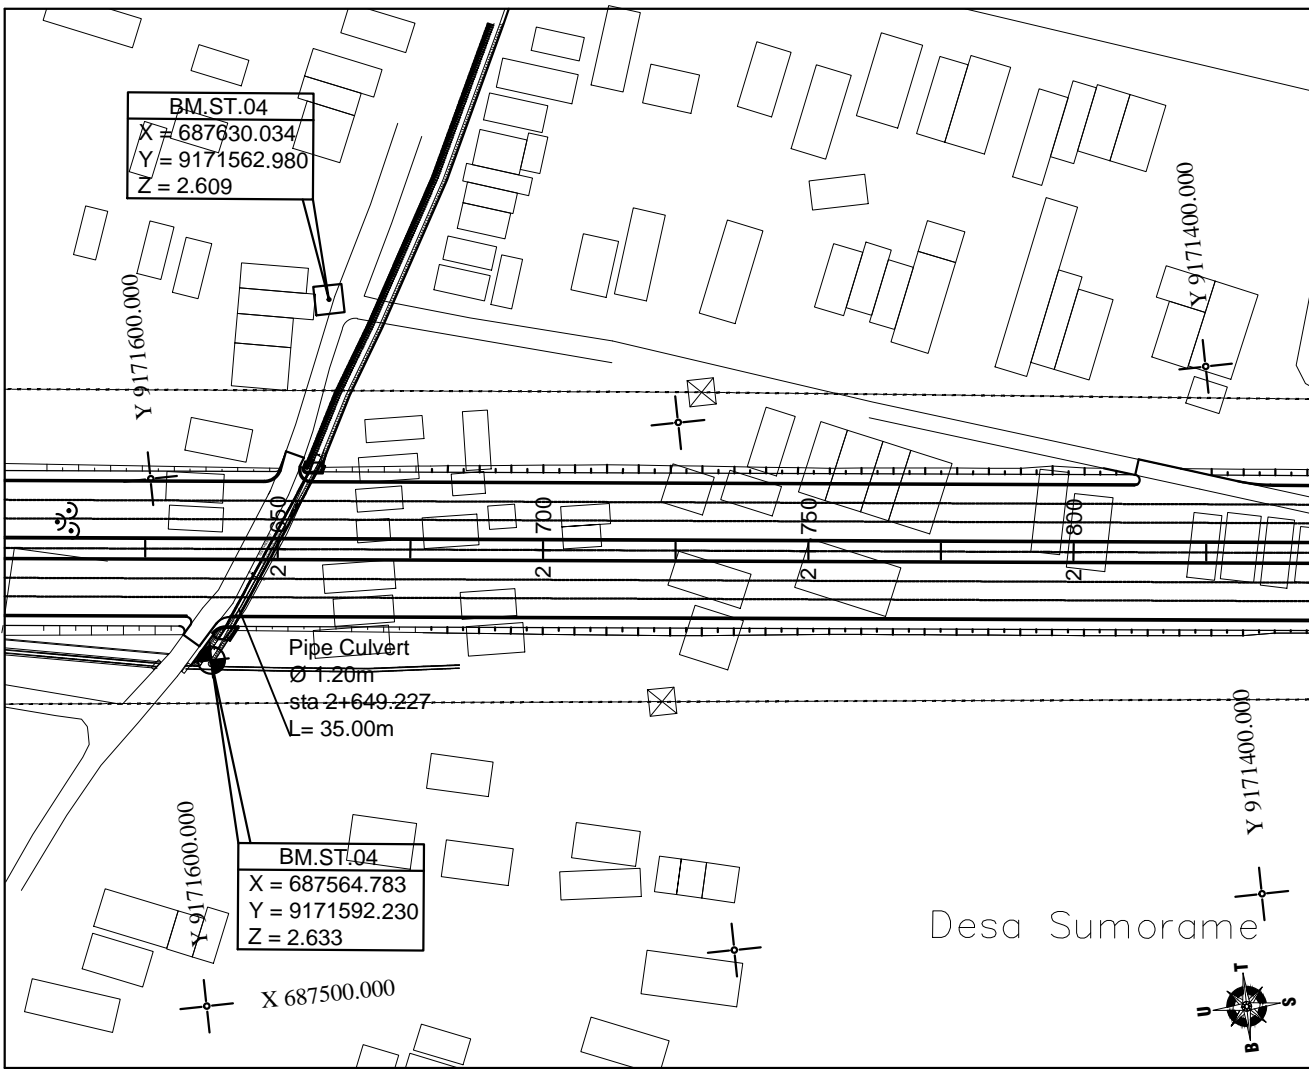 BM.ST.04
X = 687630.034
Y = 9171562.980
Z = 2.609
Y 9171600.000
Y 9171400.000
2 650
2 700
2 750
2 800
Pipe Culvert
Ø 1.20m
sta 2+649.227
L= 35.00m
BM.ST.04
X = 687564.783
Y = 9171592.230
Z = 2.633
Y 9171600.000
Y 9171400.000
X 687500.000
Desa Sumorame
T
U
S
B